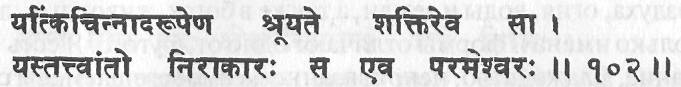 यत्किंचिन्नादरूपेण श्रूयते शक्तिरेव सा ।
यस्तत्त्वांतो निराकारः स एव परमेश्वरः ।। १०२ ।।